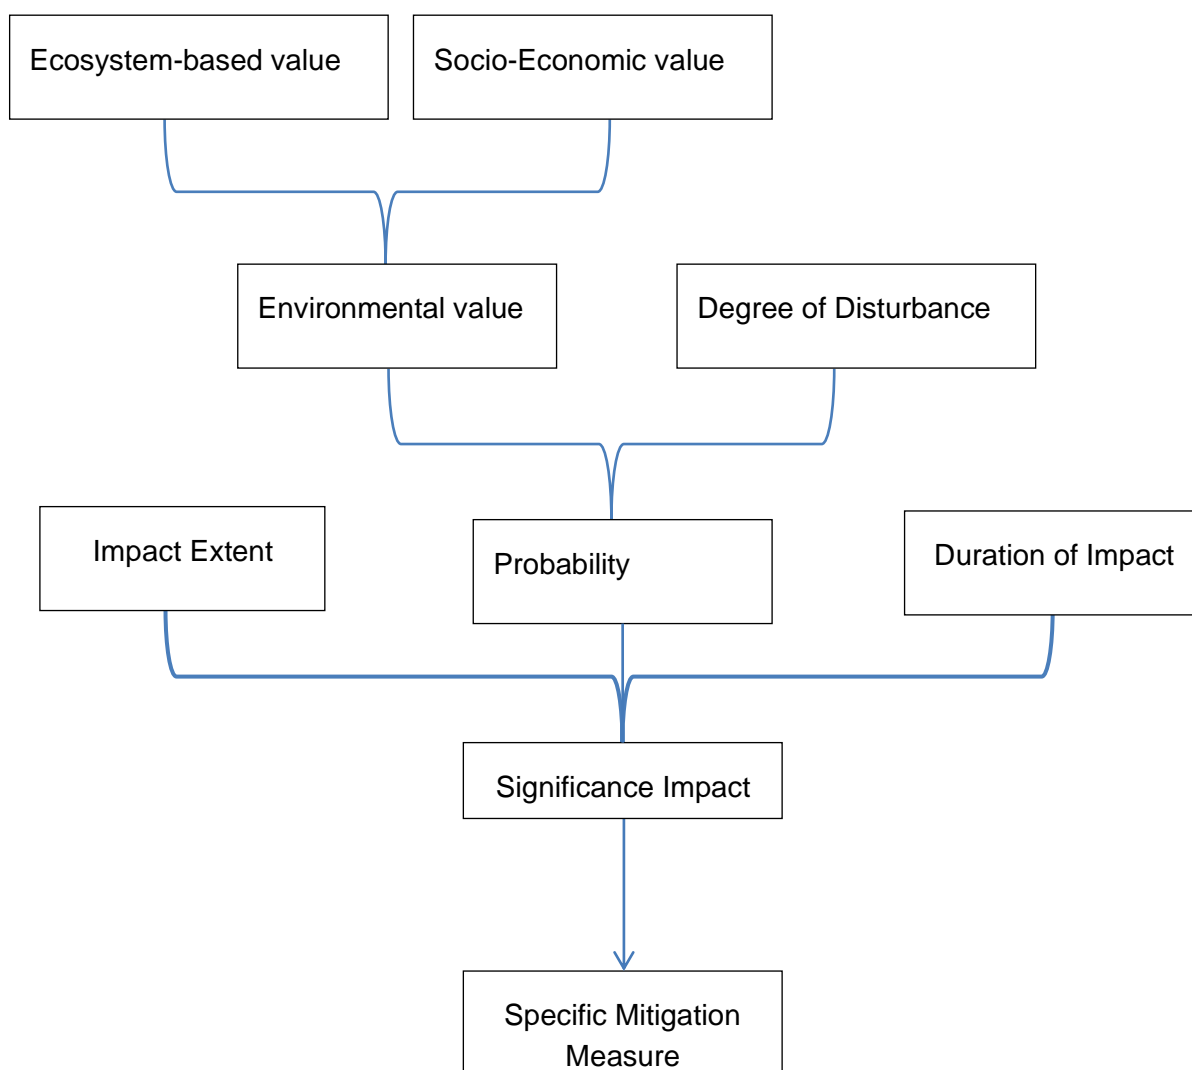 Ecosystem-based value
Socio-Economic value
Environmental value
Degree of Disturbance
Impact Extent
Probability
Duration of Impact
Significance Impact
Specific Mitigation
Measure